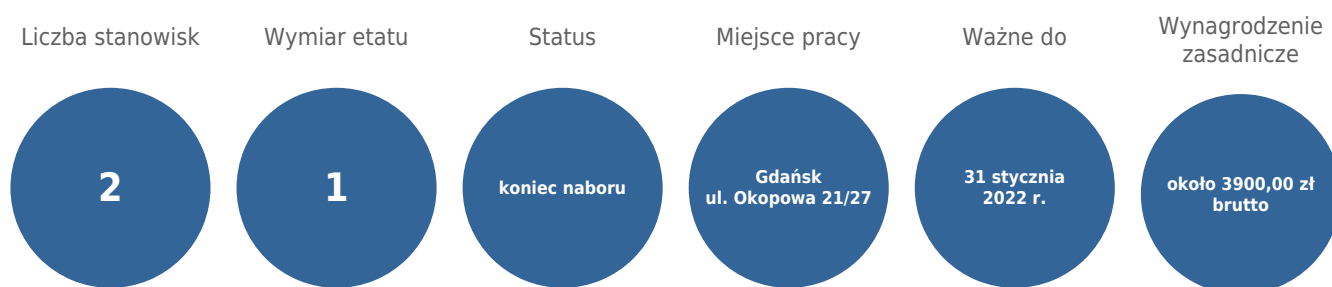 Liczba stanowisk
2
Wymiar etatu
1
Status
koniec naboru
Miejsce pracy
Gdańsk
ul. Okopowa 21/27
Ważne do
31 stycznia
2022 r.
Wynagrodzenie
zasadnicze
około 3900,00 zł
brutto